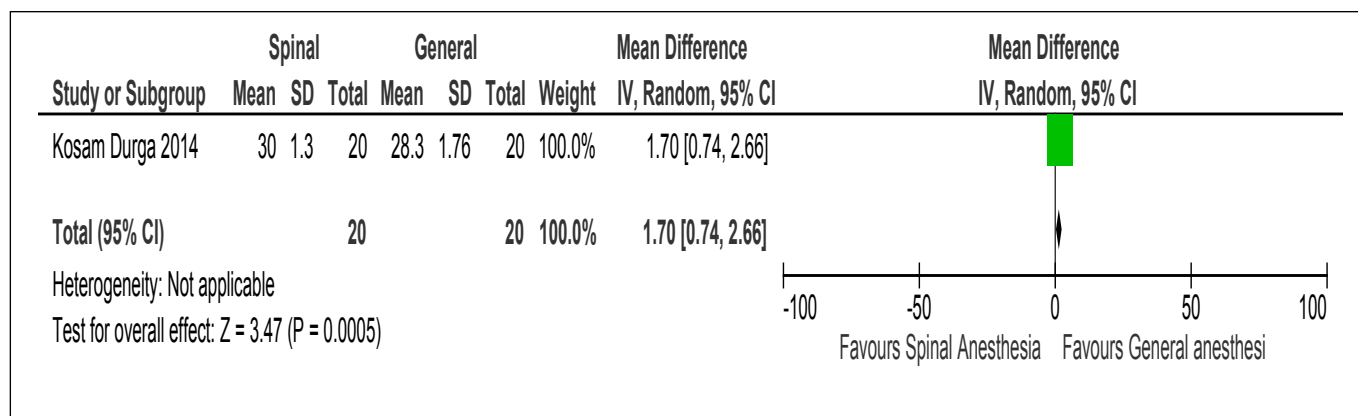 Spinal General Mean Difference Mean Difference
Study or Subgroup Mean SD Total Mean SD Total Weight IV, Random, 95% CI IV, Random, 95% CI
Kosam Durga 2014 30 1.3 20 28.3 1.76 20 100.0% 1.70 [0.74, 2.66]
Total (95% CI) 20 20 100.0% 1.70 [0.74, 2.66]
Heterogeneity: Not applicable
Test for overall effect: Z = 3.47 (P = 0.0005)
-100 -50 0 50 100
Favours Spinal Anesthesia Favours General anesthesi